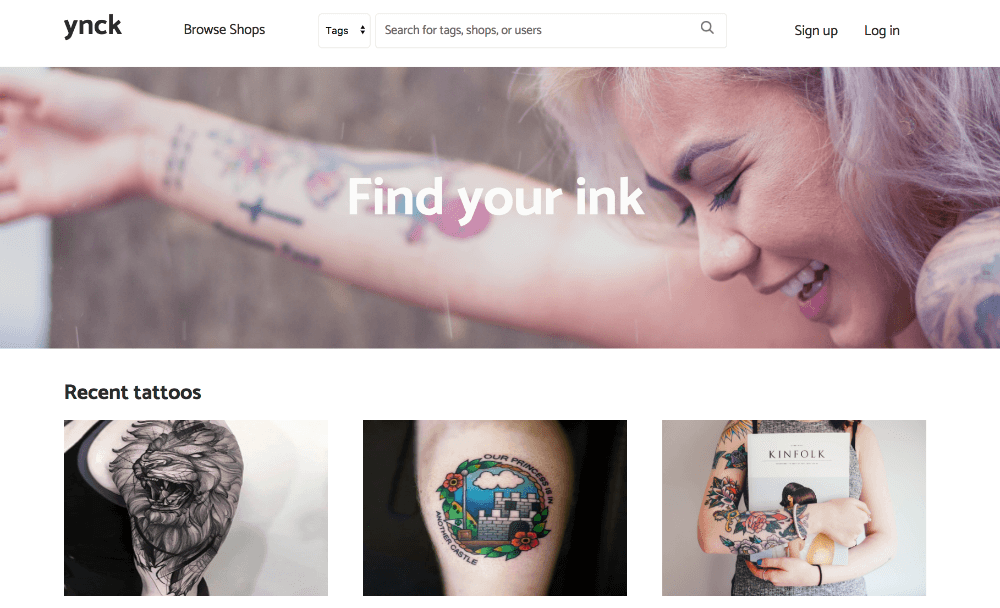 ynck
Browse Shops
Tags
Search for tags, shops, or users
Sign up
Log in
Find your ink
Recent tattoos
OUR PRINCESS IS IN
ANOTHER CASTLE
KINFOLK